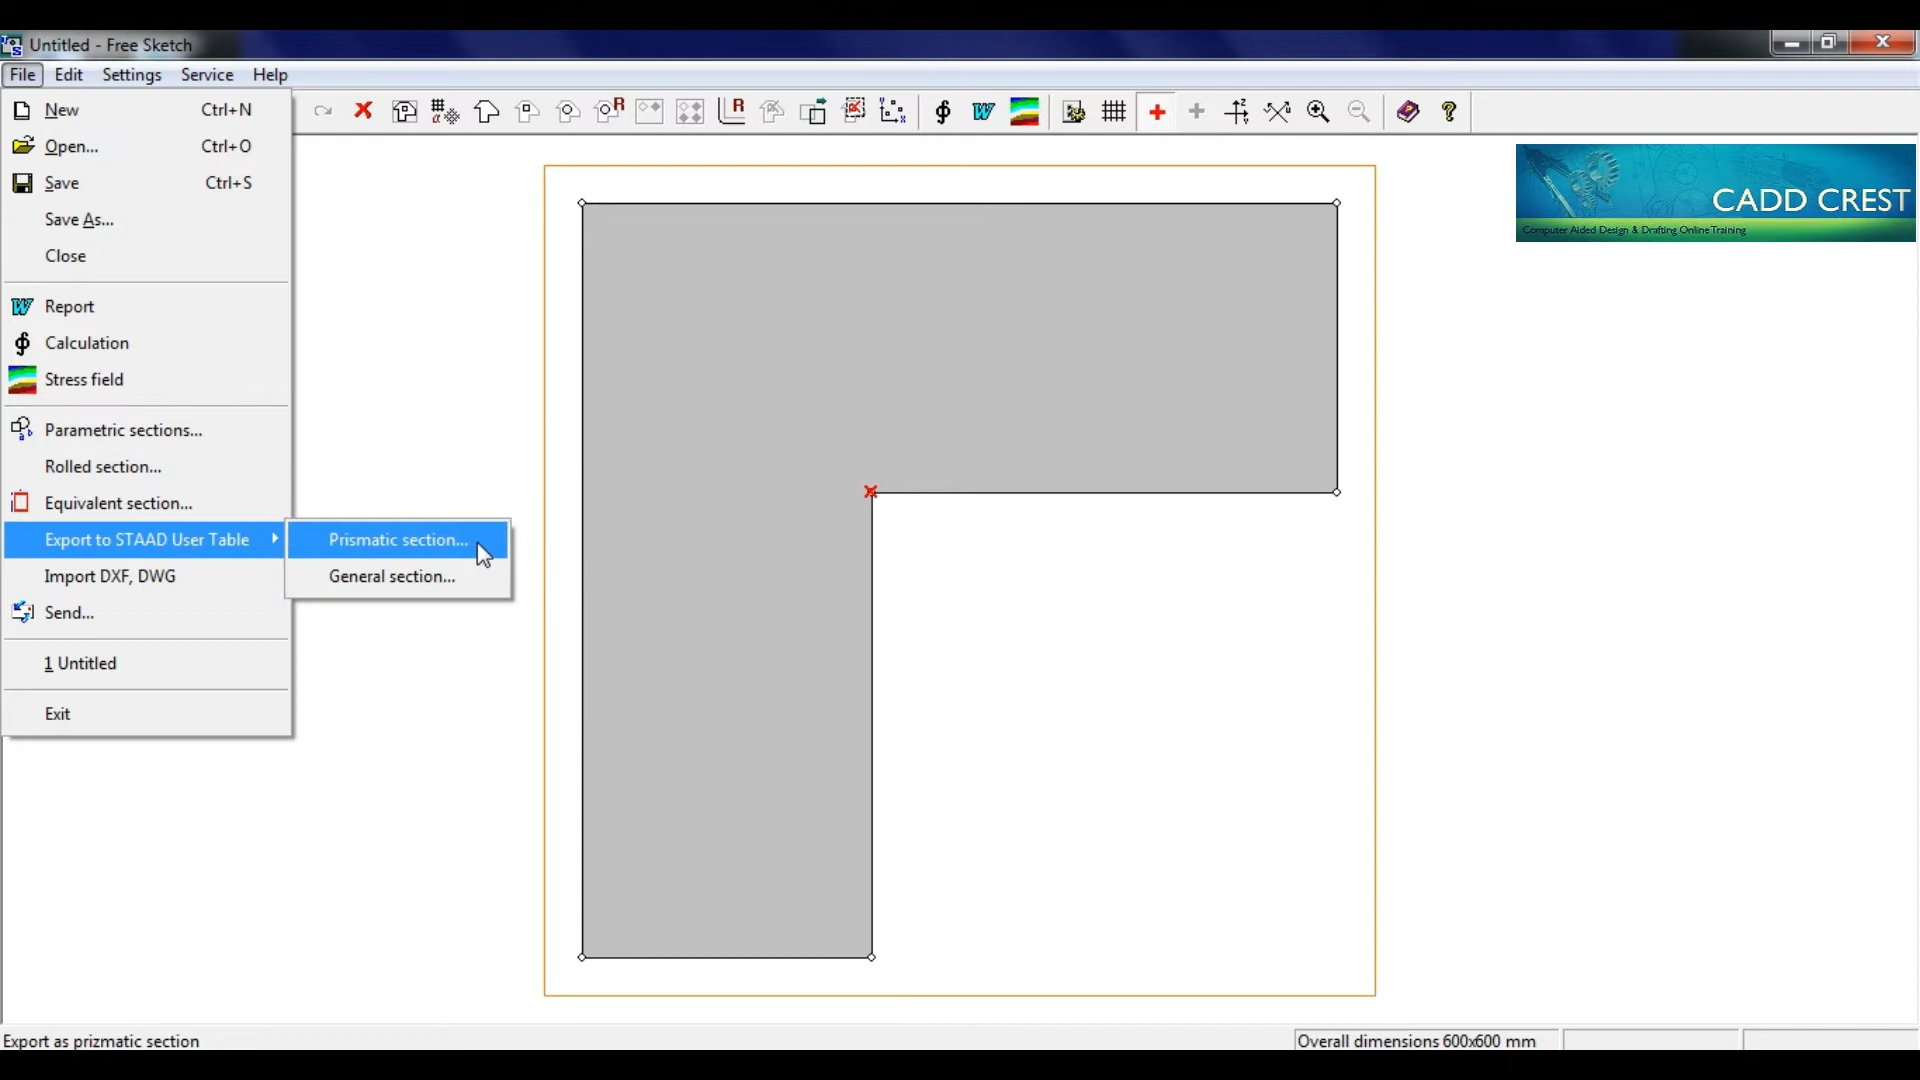 Untitled - Free Sketch
File Edit Settings Service Help
New Ctrl+N
Open... Ctrl+O
Save Ctrl+S
Save As...
Close
Report
Calculation
Stress field
Parametric sections...
Rolled section...
Equivalent section...
Export to STAAD User Table
Prismatic section...
General section...
Import DXF, DWG
Send...
1 Untitled
Exit
CADD CREST
Computer Aided Design & Drafting Online Training
Export as prizmatic section
Overall dimensions 600x600 mm